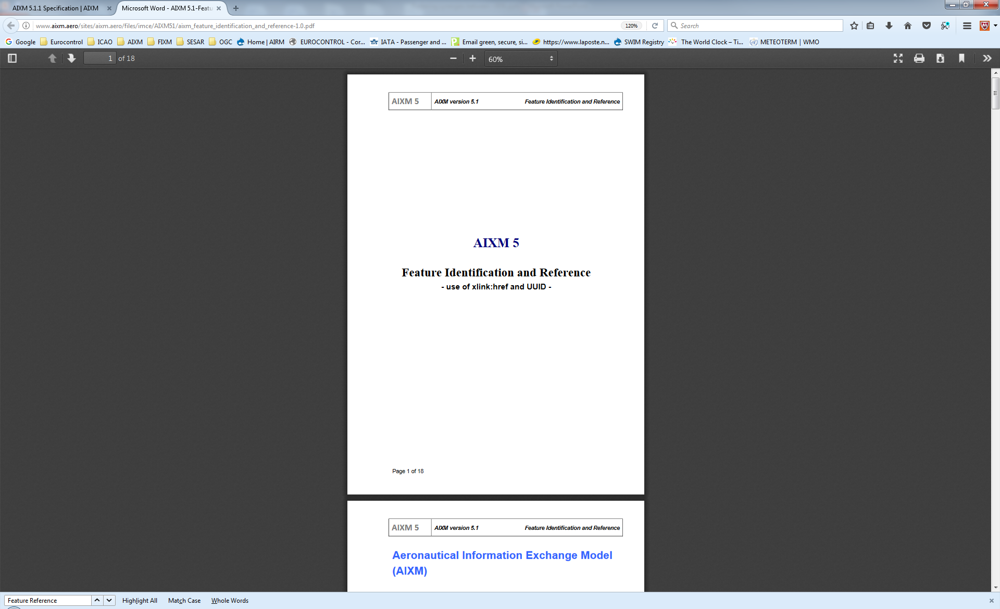 AIXM 5.1.1 Specification | AIXM
Microsoft Word - AIXM 5.1-Featu
www.aixm.aero/sites/aixm.aero/files/imce/AIXM51/aixm_feature_identification_and_reference-1.0.pdf
120%
Search
Google
Eurocontrol
ICAO
AIXM
FIXM
SESAR
OGC
Home | AIRM
EUROCONTROL - Cor...
IATA - Passenger and ...
Email green, secure, si...
https://www.laposte.n...
SWIM Registry
The World Clock – Ti...
METEOTERM | WMO
1 of 18
60%
AIXM 5
AIXM version 5.1
Feature Identification and Reference
AIXM 5
Feature Identification and Reference
- use of xlink:href and UUID -
Page 1 of 18
AIXM 5
AIXM version 5.1
Feature Identification and Reference
Aeronautical Information Exchange Model
(AIXM)
Feature Reference
Highlight All
Match Case
Whole Words